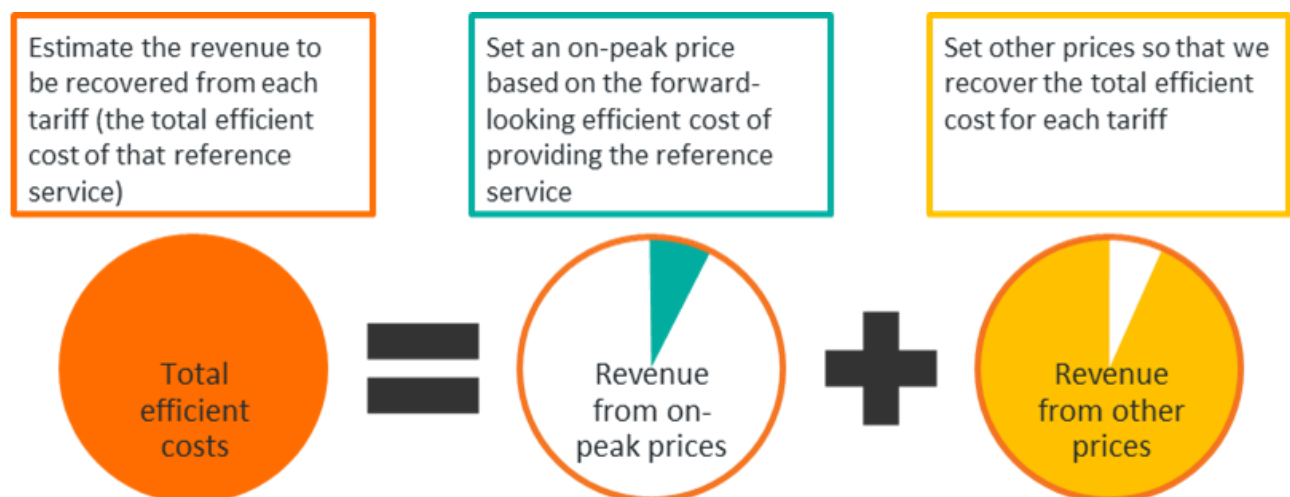 Estimate the revenue to
be recovered from each
tariff (the total efficient
cost of that reference
service)
Set an on-peak price
based on the forward-
looking efficient cost of
providing the reference
service
Set other prices so that we
recover the total efficient
cost for each tariff
Total
efficient
costs
Revenue
from on-
peak prices
Revenue
from other
prices